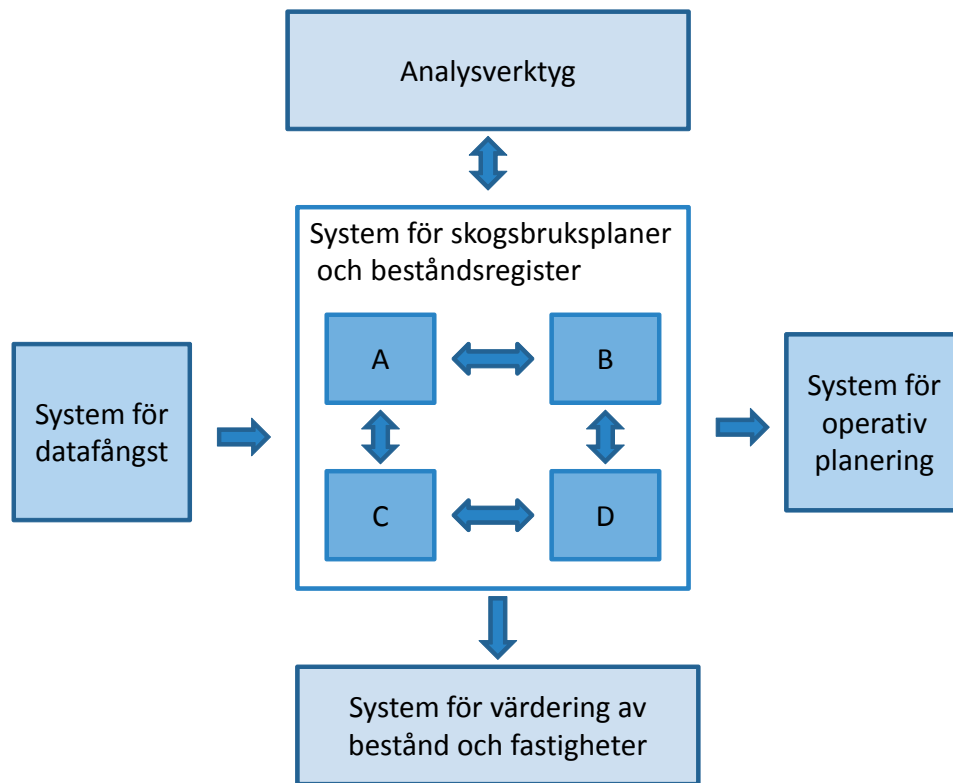 Analysverktyg
System för skogsbruksplaner
och beståndsregister
A
B
C
D
System för
datafångst
System för
operativ
planering
System för värdering av
bestånd och fastigheter